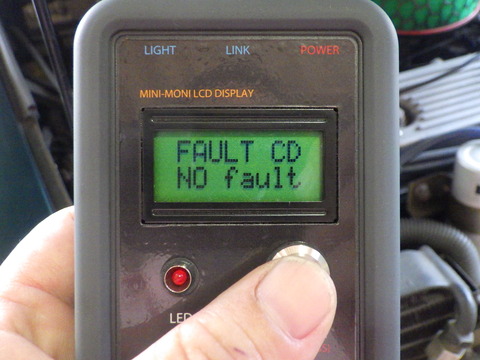 LIGHT LINK POWER
MINI-MONI LCD DISPLAY
FAULT CD
NO fault
LED